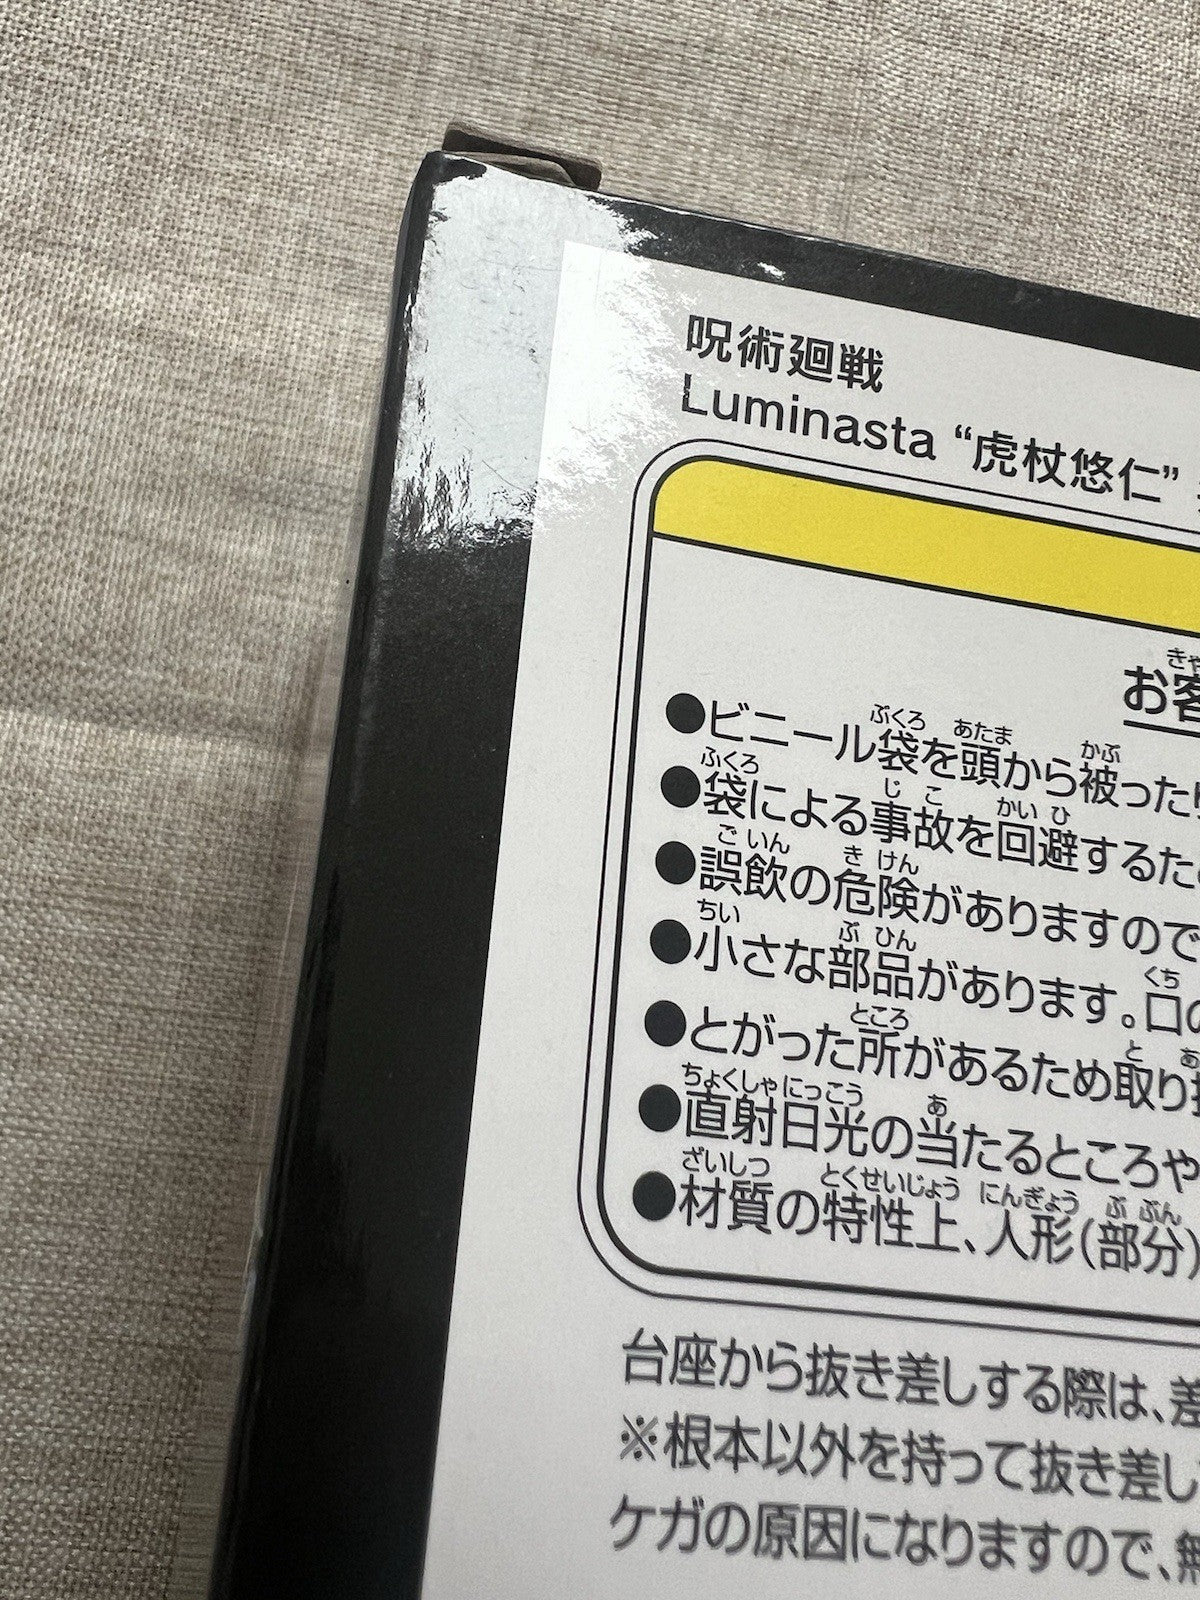 呪術廻戦
Luminasta “虎杖悠仁”
お客
●ビニール袋を頭から被った
●袋による事故を回避するた
●誤飲の危険がありますので
●小さな部品があります。口の
●とがった所があるため取り
●直射日光の当たるところや
●材質の特性上、人形(部分)
台座から抜き差しする際は、差
※根本以外を持って抜き差し
ケガの原因になりますので、無